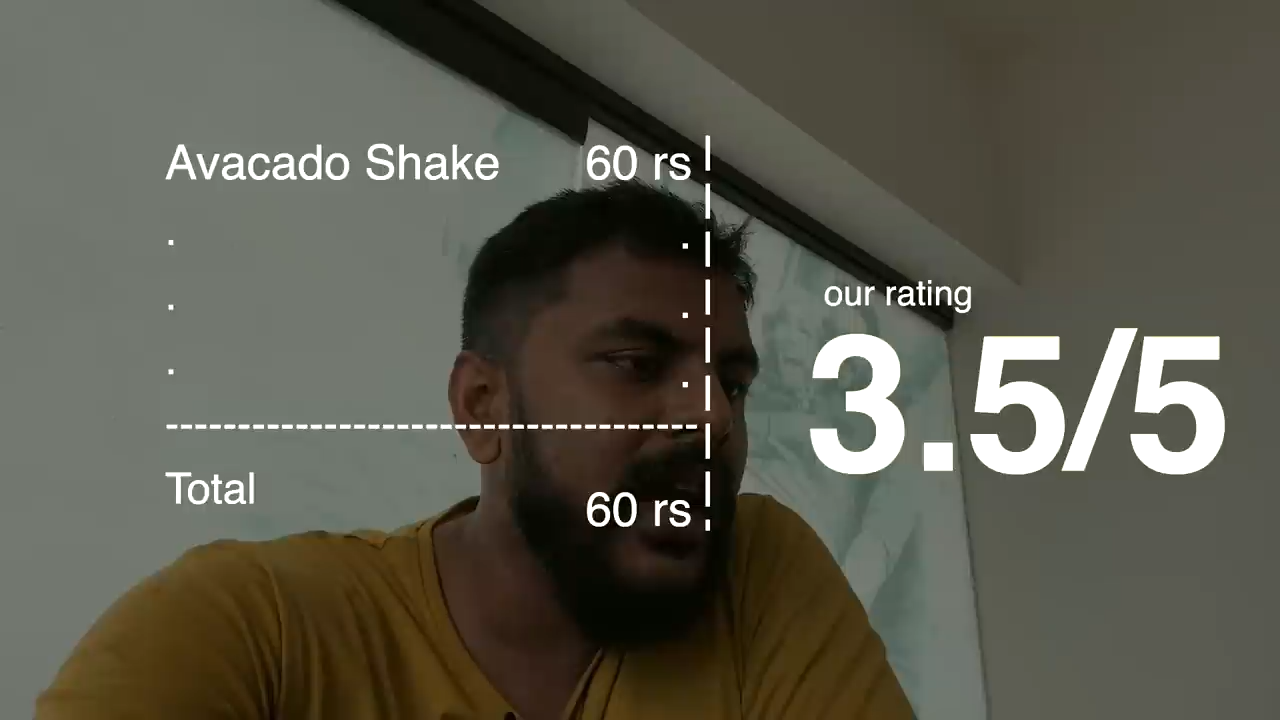 Avacado Shake 60 rs
. .
. .
. .
Total 60 rs
our rating
3.5/5